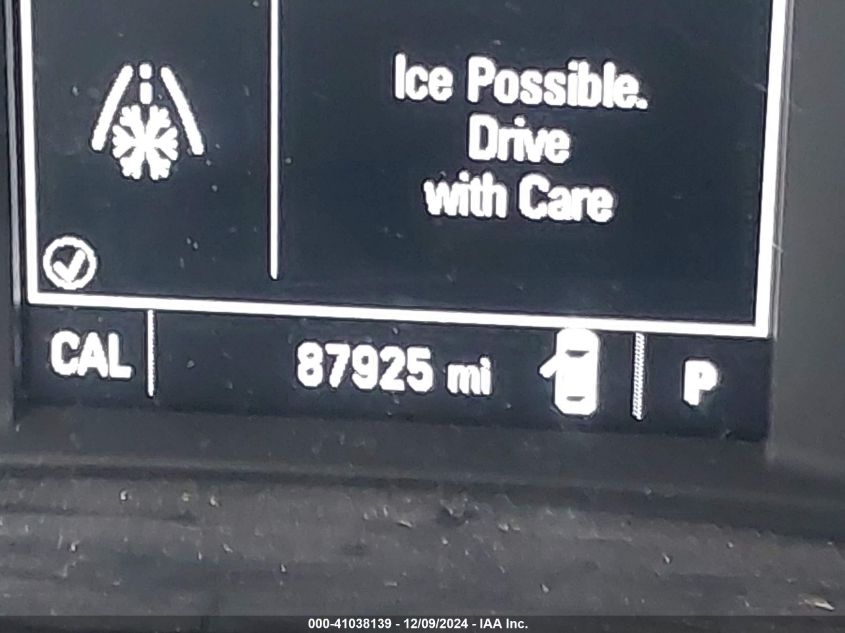 Ice Possible.
Drive
with Care
CAL
87925 mi
P
000-41038139 - 12/09/2024 - IAA Inc.